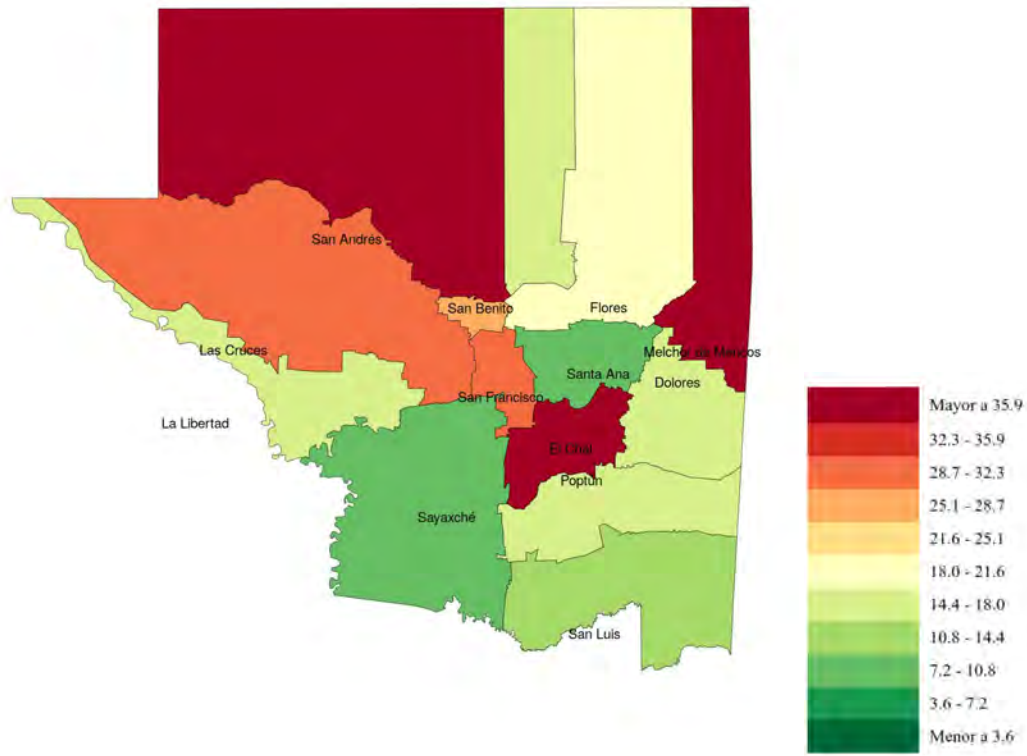 San Andrés
San Benito
Flores
Las Cruces
Melchor de Mencos
Santa Ana
Dolores
San Francisco
La Libertad
El Chal
Poptún
Sayaxché
San Luis
Mayor a 35.9
32.3 - 35.9
28.7 - 32.3
25.1 - 28.7
21.6 - 25.1
18.0 - 21.6
14.4 - 18.0
10.8 - 14.4
7.2 - 10.8
3.6 - 7.2
Menor a 3.6